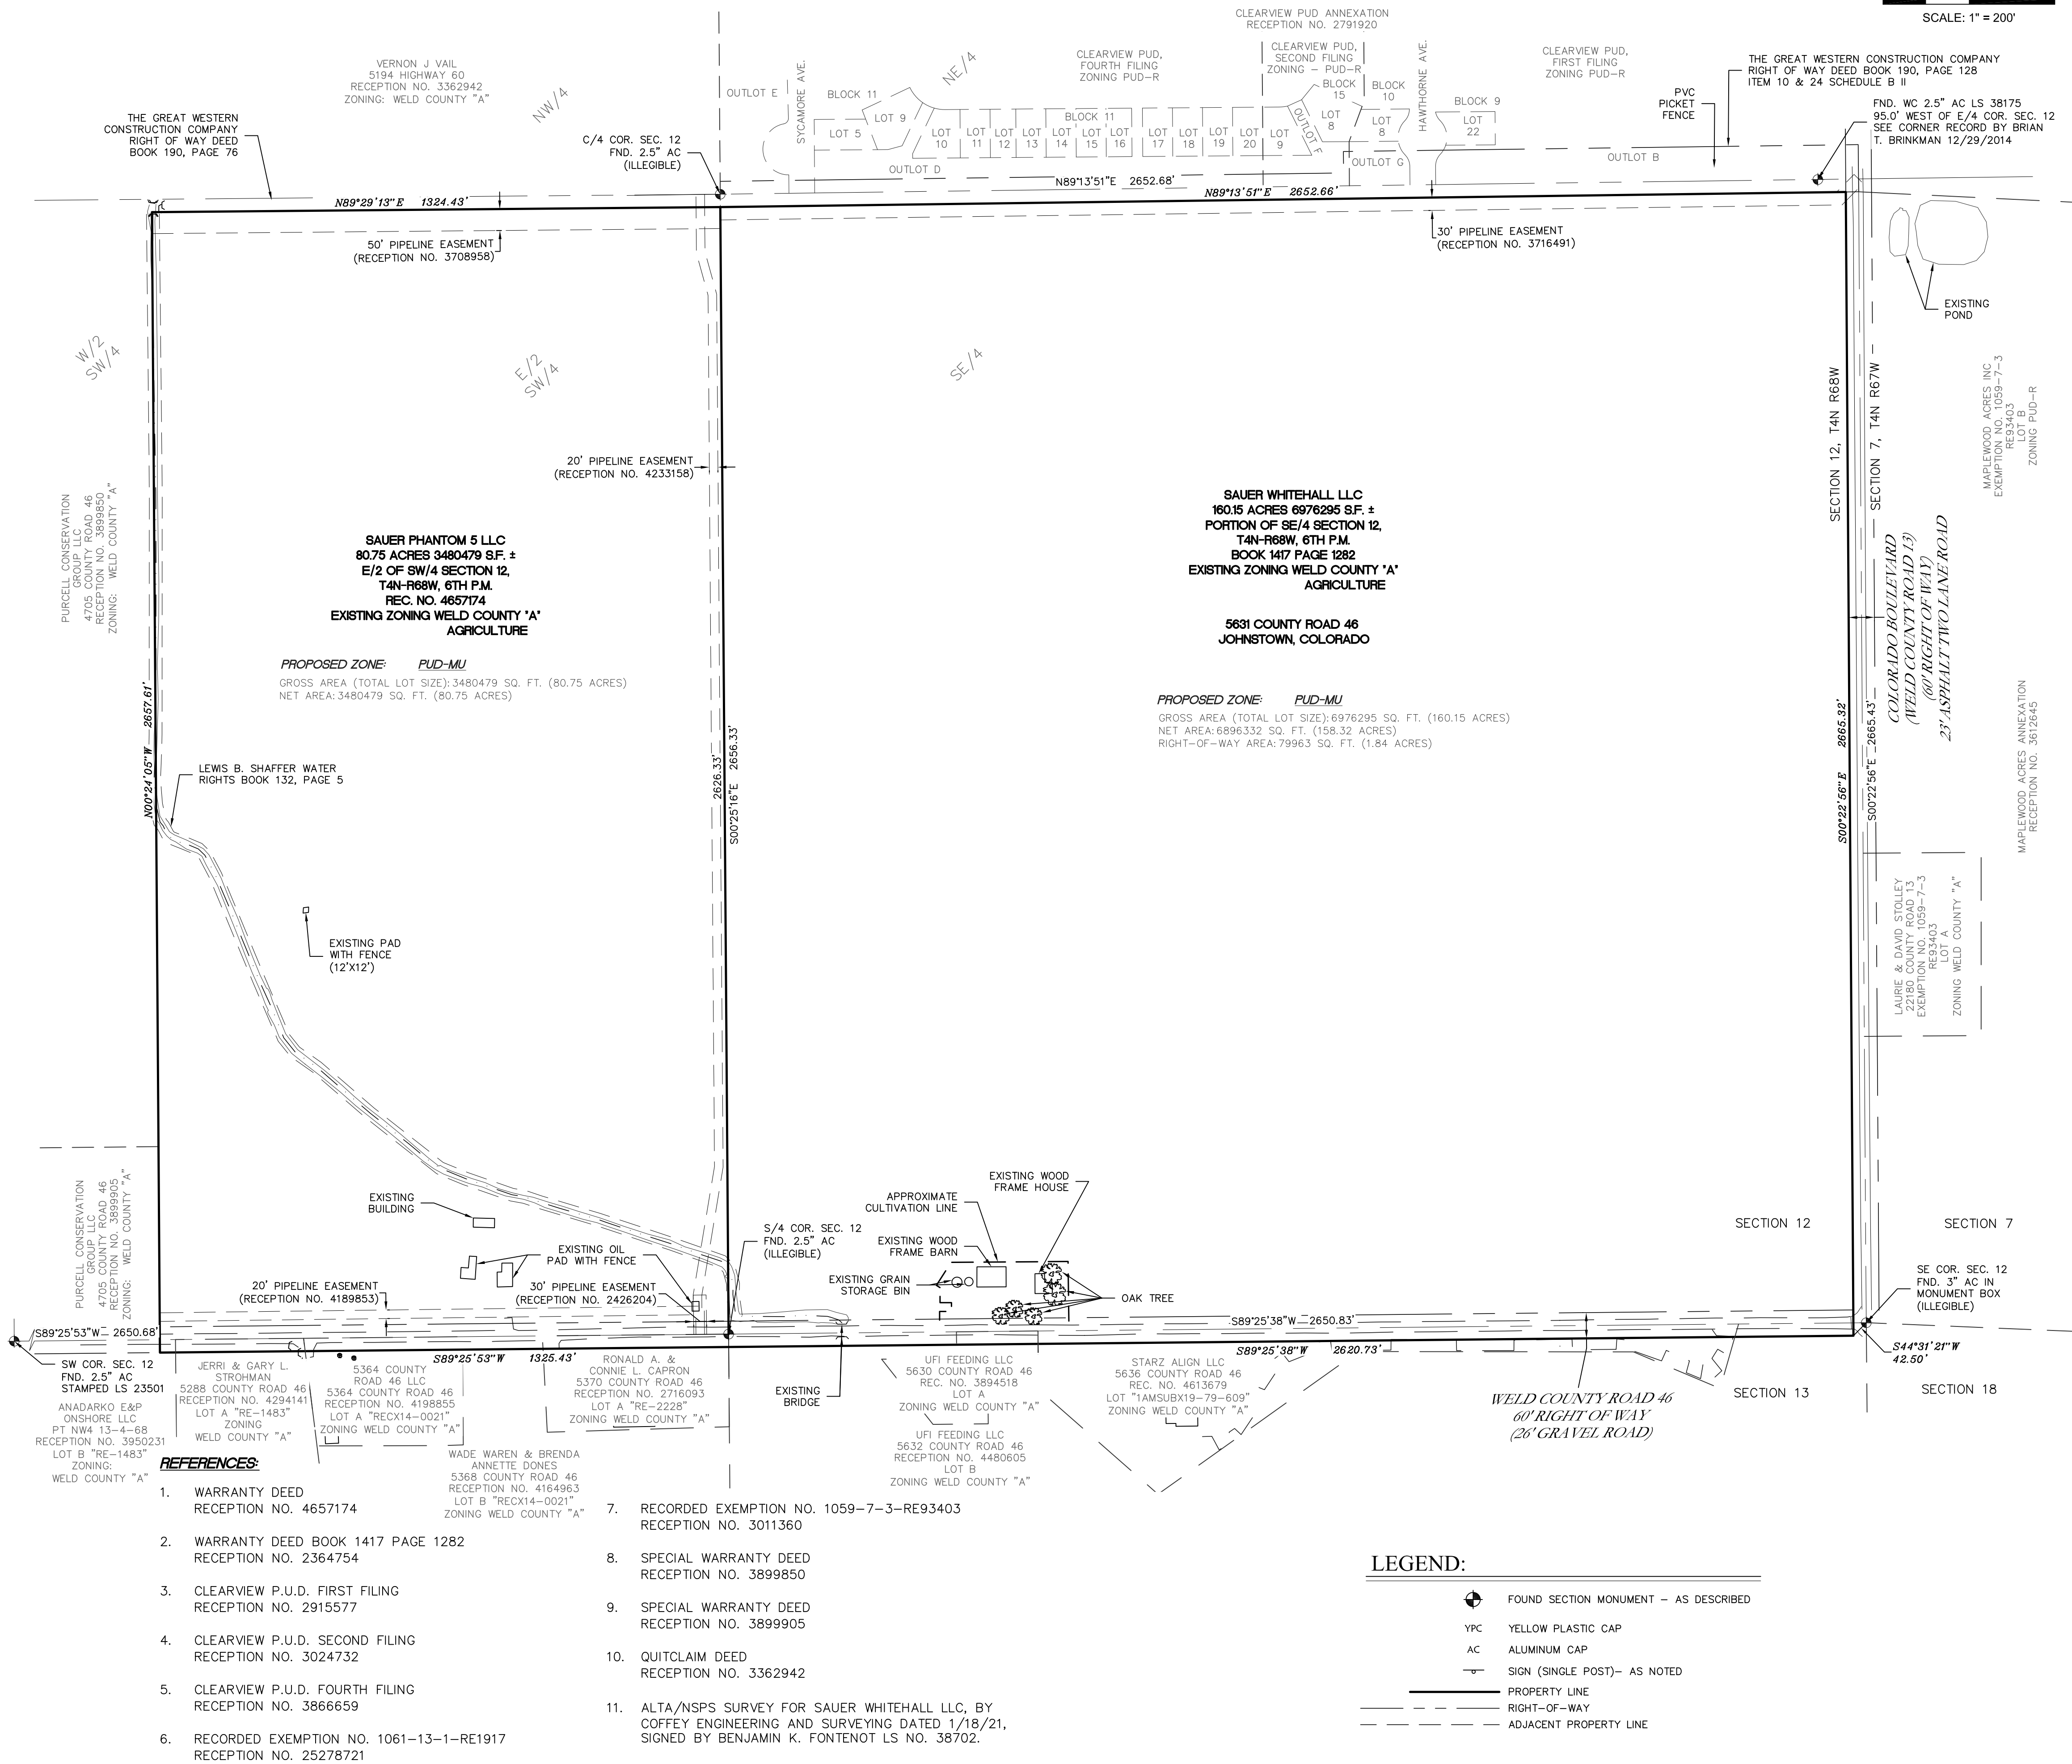 SCALE: 1" = 200'
CLEARVIEW PUD ANNEXATION
RECEPTION NO. 2791920
VERNON J VAIL
5194 HIGHWAY 60
RECEPTION NO. 3362942
ZONING: WELD COUNTY "A"
NW/4
NE/4
THE GREAT WESTERN
CONSTRUCTION COMPANY
RIGHT OF WAY DEED
BOOK 190, PAGE 76
C/4 COR. SEC. 12
FND. 2.5" AC
(ILLEGIBLE)
OUTLOT E
SYCAMORE AVE.
BLOCK 11
LOT 5
LOT 9
CLEARVIEW PUD,
FOURTH FILING
ZONING PUD-R
BLOCK 11
LOT
10
LOT
11
LOT
12
LOT
13
LOT
14
LOT
15
LOT
16
LOT
17
LOT
18
LOT
19
LOT
20
LOT
9
OUTLOT D
CLEARVIEW PUD,
SECOND FILING
ZONING - PUD-R
BLOCK
15
LOT
8
OUTLOT F
BLOCK
10
LOT
8
OUTLOT G
HAWTHORNE AVE.
BLOCK 9
LOT
22
CLEARVIEW PUD,
FIRST FILING
ZONING PUD-R
OUTLOT B
PVC
PICKET
FENCE
THE GREAT WESTERN CONSTRUCTION COMPANY
RIGHT OF WAY DEED BOOK 190, PAGE 128
ITEM 10 & 24 SCHEDULE B II
FND. WC 2.5" AC LS 38175
95.0' WEST OF E/4 COR. SEC. 12
SEE CORNER RECORD BY BRIAN
T. BRINKMAN 12/29/2014
N89°29'13"E 1324.43'
N89°13'51"E 2652.68'
N89°13'51"E 2652.66'
50' PIPELINE EASEMENT
(RECEPTION NO. 3708958)
30' PIPELINE EASEMENT
(RECEPTION NO. 3716491)
EXISTING
POND
W/2
SW/4
E/2
SW/4
SE/4
SECTION 12, T4N R68W
SECTION 7, T4N R67W
MAPLEWOOD ACRES INC
EXEMPTION NO. 1059-7-3
RE93403
LOT B
ZONING PUD-R
20' PIPELINE EASEMENT
(RECEPTION NO. 4233158)
PURCELL CONSERVATION
GROUP LLC
4705 COUNTY ROAD 46
RECEPTION NO. 3899850
ZONING: WELD COUNTY "A"
SAUER PHANTOM 5 LLC
80.75 ACRES 3480479 S.F. ±
E/2 OF SW/4 SECTION 12,
T4N-R68W, 6TH P.M.
REC. NO. 4657174
EXISTING ZONING WELD COUNTY "A"
AGRICULTURE
PROPOSED ZONE: PUD-MU
GROSS AREA (TOTAL LOT SIZE): 3480479 SQ. FT. (80.75 ACRES)
NET AREA: 3480479 SQ. FT. (80.75 ACRES)
SAUER WHITEHALL LLC
160.15 ACRES 6976295 S.F. ±
PORTION OF SE/4 SECTION 12,
T4N-R68W, 6TH P.M.
BOOK 1417 PAGE 1282
EXISTING ZONING WELD COUNTY "A"
AGRICULTURE
5631 COUNTY ROAD 46
JOHNSTOWN, COLORADO
PROPOSED ZONE: PUD-MU
GROSS AREA (TOTAL LOT SIZE): 6976295 SQ. FT. (160.15 ACRES)
NET AREA: 6896332 SQ. FT. (158.32 ACRES)
RIGHT-OF-WAY AREA: 79963 SQ. FT. (1.84 ACRES)
COLORADO BOULEVARD
(WELD COUNTY ROAD 13)
(60' RIGHT OF WAY)
23' ASPHALT TWO LANE ROAD
N00°24'05"W 2657.61'
2626.33'
S00°25'16"E 2656.33'
S00°22'56"E 2665.32'
S00°22'56"E 2665.43'
MAPLEWOOD ACRES ANNEXATION
RECEPTION NO. 3612645
LEWIS B. SHAFFER WATER
RIGHTS BOOK 132, PAGE 5
EXISTING PAD
WITH FENCE
(12'X12')
LAURIE & DAVID STOLLEY
22180 COUNTY ROAD 13
EXEMPTION NO. 1059-7-3
RE93403
LOT A
ZONING WELD COUNTY "A"
PURCELL CONSERVATION
GROUP LLC
4705 COUNTY ROAD 46
RECEPTION NO. 3899905
ZONING: WELD COUNTY "A"
EXISTING
BUILDING
EXISTING OIL
PAD WITH FENCE
20' PIPELINE EASEMENT
(RECEPTION NO. 4189853)
30' PIPELINE EASEMENT
(RECEPTION NO. 2426204)
S/4 COR. SEC. 12
FND. 2.5" AC
(ILLEGIBLE)
APPROXIMATE
CULTIVATION LINE
EXISTING WOOD
FRAME HOUSE
EXISTING WOOD
FRAME BARN
EXISTING GRAIN
STORAGE BIN
OAK TREE
SECTION 12
SECTION 7
SE COR. SEC. 12
FND. 3" AC IN
MONUMENT BOX
(ILLEGIBLE)
S89°25'53"W 2650.68'
S89°25'38"W 2650.83'
S89°25'53"W 1325.43'
S89°25'38"W 2620.73'
S44°31'21"W
42.50'
SECTION 13
SECTION 18
WELD COUNTY ROAD 46
60' RIGHT OF WAY
(26' GRAVEL ROAD)
SW COR. SEC. 12
FND. 2.5" AC
STAMPED LS 23501
ANADARKO E&P
ONSHORE LLC
PT NW4 13-4-68
RECEPTION NO. 3950231
LOT B "RE-1483"
ZONING:
WELD COUNTY "A"
JERRI & GARY L.
STROHMAN
5288 COUNTY ROAD 46
RECEPTION NO. 4294141
LOT A "RE-1483"
ZONING
WELD COUNTY "A"
5364 COUNTY
ROAD 46 LLC
5364 COUNTY ROAD 46
RECEPTION NO. 4198855
LOT A "RECX14-0021"
ZONING WELD COUNTY "A"
WADE WAREN & BRENDA
ANNETTE DONES
5368 COUNTY ROAD 46
RECEPTION NO. 4164963
LOT B "RECX14-0021"
ZONING WELD COUNTY "A"
RONALD A. &
CONNIE L. CAPRON
5370 COUNTY ROAD 46
RECEPTION NO. 2716093
LOT A "RE-2228"
ZONING WELD COUNTY "A"
EXISTING
BRIDGE
UFI FEEDING LLC
5630 COUNTY ROAD 46
REC. NO. 3894518
LOT A
ZONING WELD COUNTY "A"
UFI FEEDING LLC
5632 COUNTY ROAD 46
RECEPTION NO. 4480605
LOT B
ZONING WELD COUNTY "A"
STARZ ALIGN LLC
5636 COUNTY ROAD 46
REC. NO. 4613679
LOT "1AMSUBX19-79-609"
ZONING WELD COUNTY "A"
REFERENCES:
1. WARRANTY DEED
RECEPTION NO. 4657174
2. WARRANTY DEED BOOK 1417 PAGE 1282
RECEPTION NO. 2364754
3. CLEARVIEW P.U.D. FIRST FILING
RECEPTION NO. 2915577
4. CLEARVIEW P.U.D. SECOND FILING
RECEPTION NO. 3024732
5. CLEARVIEW P.U.D. FOURTH FILING
RECEPTION NO. 3866659
6. RECORDED EXEMPTION NO. 1061-13-1-RE1917
RECEPTION NO. 25278721
7. RECORDED EXEMPTION NO. 1059-7-3-RE93403
RECEPTION NO. 3011360
8. SPECIAL WARRANTY DEED
RECEPTION NO. 3899850
9. SPECIAL WARRANTY DEED
RECEPTION NO. 3899905
10. QUITCLAIM DEED
RECEPTION NO. 3362942
11. ALTA/NSPS SURVEY FOR SAUER WHITEHALL LLC, BY
COFFEY ENGINEERING AND SURVEYING DATED 1/18/21,
SIGNED BY BENJAMIN K. FONTENOT LS NO. 38702.
LEGEND:
FOUND SECTION MONUMENT - AS DESCRIBED
YPC YELLOW PLASTIC CAP
AC ALUMINUM CAP
SIGN (SINGLE POST)- AS NOTED
PROPERTY LINE
RIGHT-OF-WAY
ADJACENT PROPERTY LINE